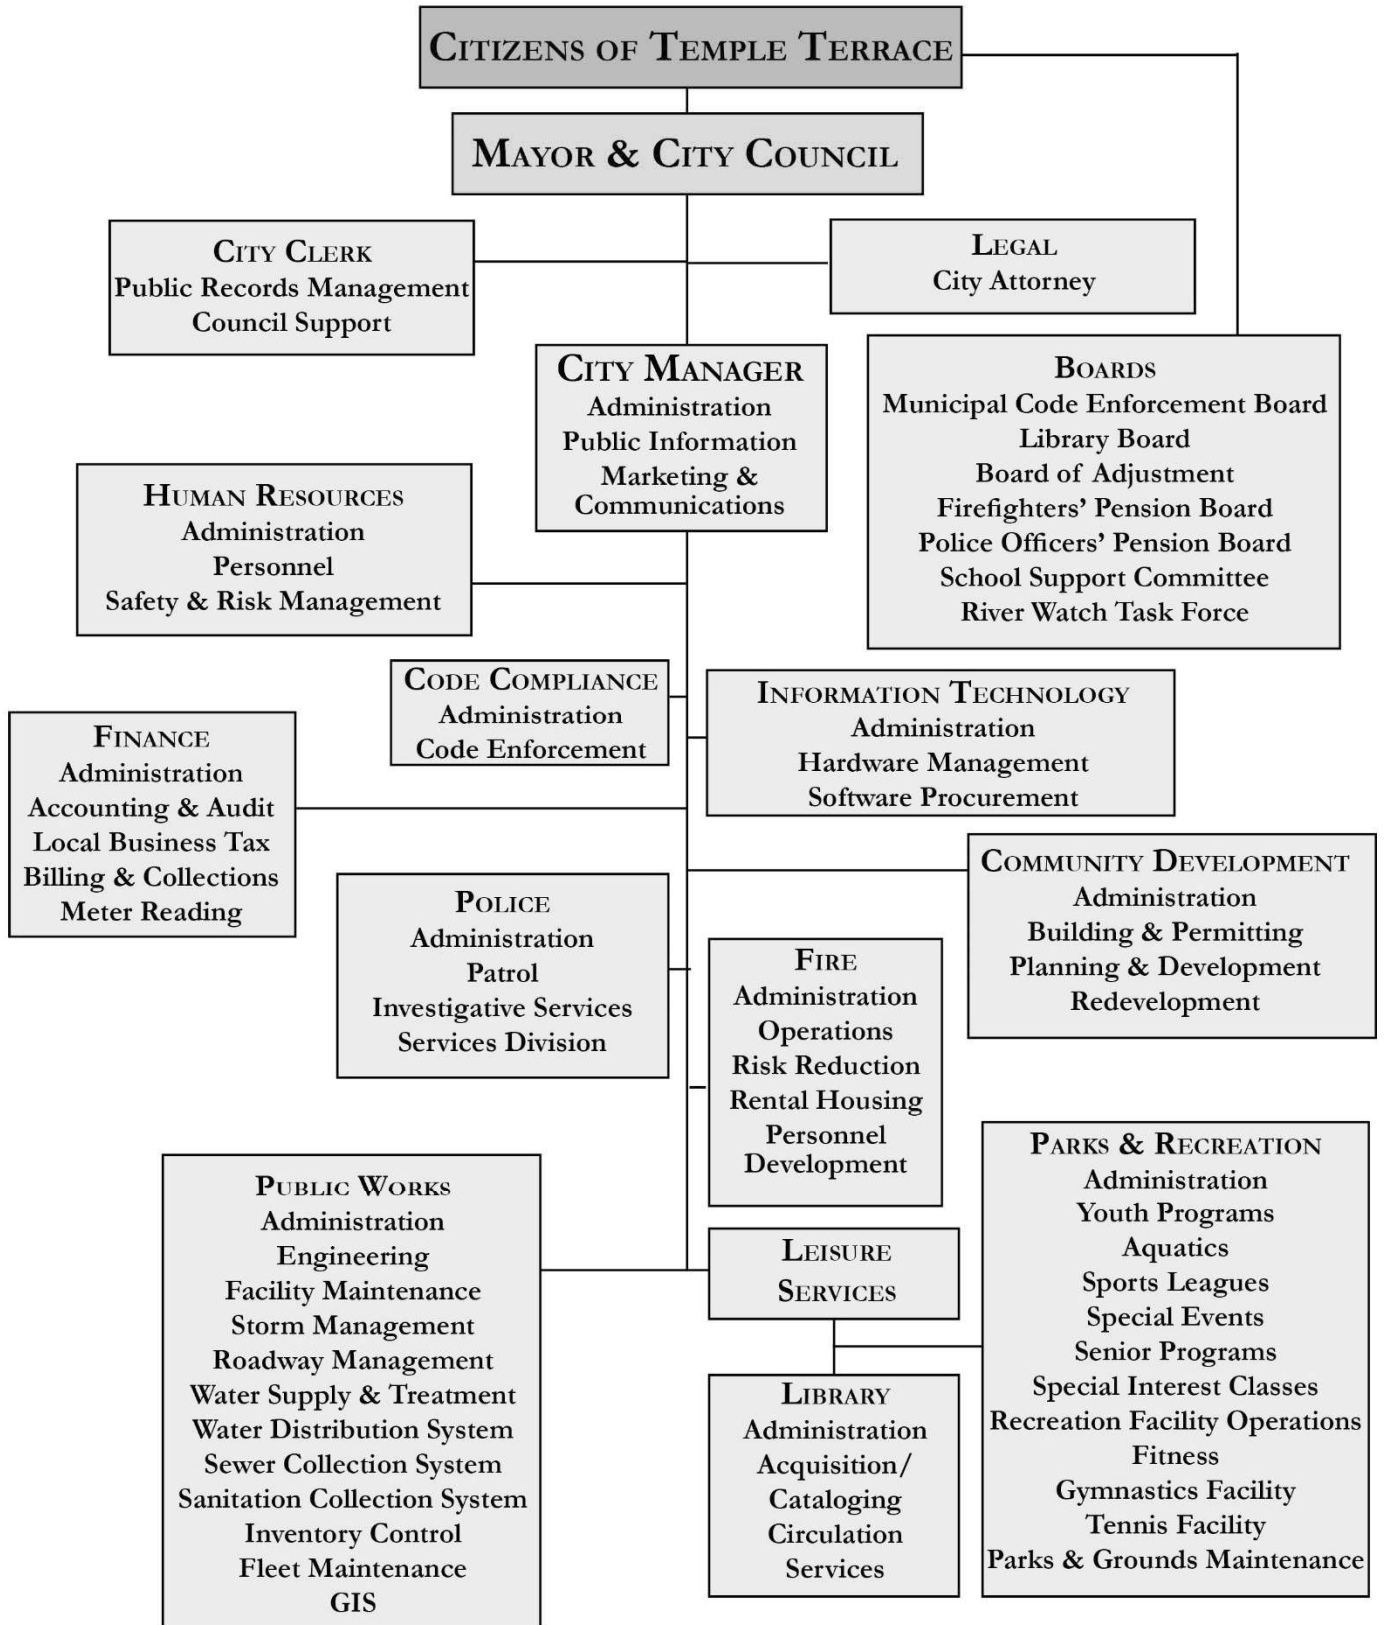 CITIZENS OF TEMPLE TERRACE
MAYOR & CITY COUNCIL
CITY CLERK
Public Records Management
Council Support
LEGAL
City Attorney
CITY MANAGER
Administration
Public Information
Marketing &
Communications
BOARDS
Municipal Code Enforcement Board
Library Board
Board of Adjustment
Firefighters' Pension Board
Police Officers' Pension Board
School Support Committee
River Watch Task Force
HUMAN RESOURCES
Administration
Personnel
Safety & Risk Management
CODE COMPLIANCE
Administration
Code Enforcement
INFORMATION TECHNOLOGY
Administration
Hardware Management
Software Procurement
FINANCE
Administration
Accounting & Audit
Local Business Tax
Billing & Collections
Meter Reading
COMMUNITY DEVELOPMENT
Administration
Building & Permitting
Planning & Development
Redevelopment
POLICE
Administration
Patrol
Investigative Services
Services Division
FIRE
Administration
Operations
Risk Reduction
Rental Housing
Personnel
Development
PARKS & RECREATION
Administration
Youth Programs
Aquatics
Sports Leagues
Special Events
Senior Programs
Special Interest Classes
Recreation Facility Operations
Fitness
Gymnastics Facility
Tennis Facility
Parks & Grounds Maintenance
PUBLIC WORKS
Administration
Engineering
Facility Maintenance
Storm Management
Roadway Management
Water Supply & Treatment
Water Distribution System
Sewer Collection System
Sanitation Collection System
Inventory Control
Fleet Maintenance
GIS
LEISURE
SERVICES
LIBRARY
Administration
Acquisition/
Cataloging
Circulation
Services